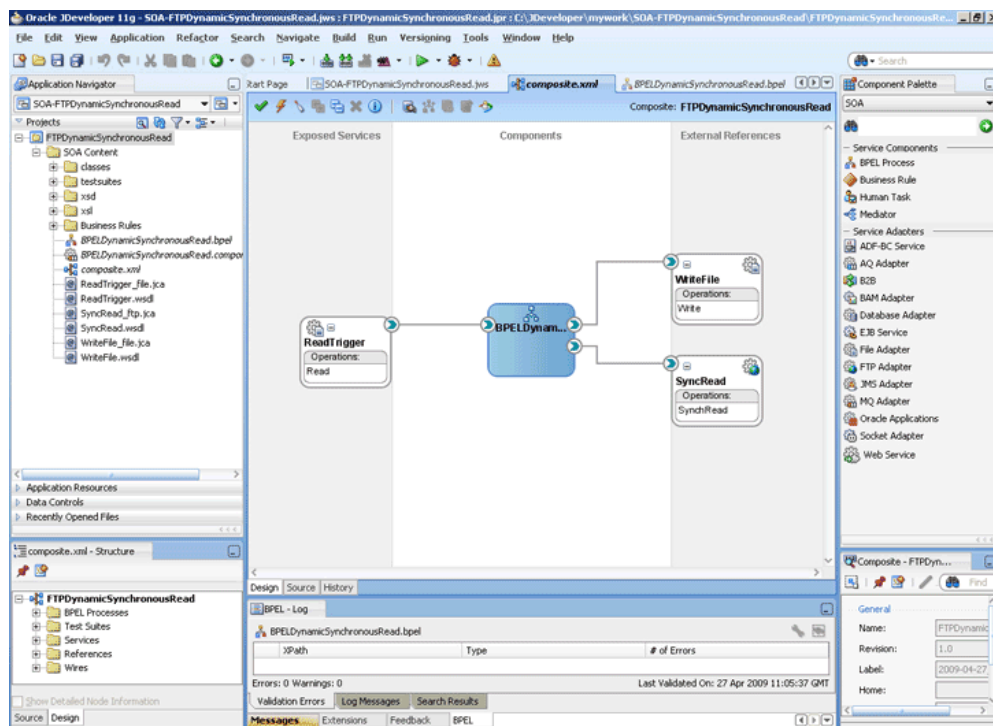 Oracle JDeveloper 11g - SOA-FTPDynamicSynchronousRead.jws : FTPDynamicSynchronousRead.jpr : C:\JDeveloper\mywork\SOA-FTPDynamicSynchronousRead\FTPDynamicSynchronousRe...
File Edit View Application Refactor Search Navigate Build Run Versioning Tools Window Help
Search
Application Navigator
SOA-FTPDynamicSynchronousRead
Projects
FTPDynamicSynchronousRead
SOA Content
classes
testsuites
xsd
xsl
Business Rules
BPELDynamicSynchronousRead.bpel
BPELDynamicSynchronousRead.compor
composite.xml
ReadTrigger_file.jca
ReadTrigger.wsdl
SyncRead_ftp.jca
SyncRead.wsdl
WriteFile_file.jca
WriteFile.wsdl
Application Resources
Data Controls
Recently Opened Files
composite.xml - Structure
FTPDynamicSynchronousRead
BPEL Processes
Test Suites
Services
References
Wires
Show Detailed Node Information
Source Design
tart Page SOA-FTPDynamicSynchronousRead.jws composite.xml BPELDynamicSynchronousRead.bpel
Composite: FTPDynamicSynchronousRead
Exposed Services Components External References
ReadTrigger
Operations:
Read
BPELDynam...
WriteFile
Operations:
Write
SyncRead
Operations:
SynchRead
Design Source History
BPEL - Log
BPELDynamicSynchronousRead.bpel
XPath Type # of Errors
Errors: 0 Warnings: 0 Last Validated On: 27 Apr 2009 11:05:37 GMT
Validation Errors Log Messages Search Results
Messages Extensions Feedback BPEL
Component Palette
SOA
Service Components
BPEL Process
Business Rule
Human Task
Mediator
Service Adapters
ADF-BC Service
AQ Adapter
B2B
BAM Adapter
Database Adapter
EJB Service
File Adapter
FTP Adapter
JMS Adapter
MQ Adapter
Oracle Applications
Socket Adapter
Web Service
Composite - FTPDyn...
Find
General
Name: FTPDynamic
Revision: 1.0
Label: 2009-04-27
Home: